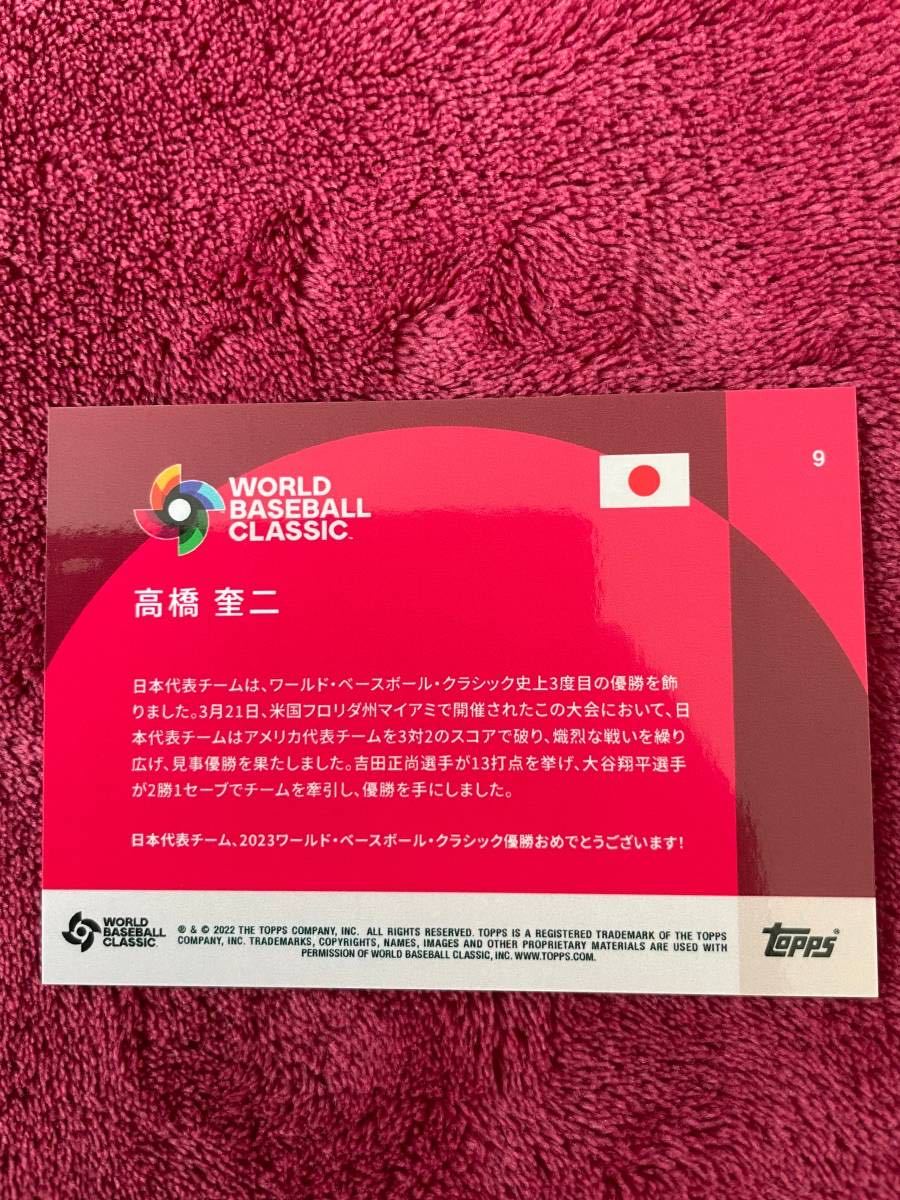 9
WORLD
BASEBALL
CLASSIC™
高橋 奎二
日本代表チームは、ワールド・ベースボール・クラシック史上3度目の優勝を飾
りました。3月21日、米国フロリダ州マイアミで開催されたこの大会において、日
本代表チームはアメリカ代表チームを3対2のスコアで破り、熾烈な戦いを繰り
広げ、見事優勝を果たしました。吉田正尚選手が13打点を挙げ、大谷翔平選手
が2勝1セーブでチームを牽引し、優勝を手にしました。
日本代表チーム、2023ワールド・ベースボール・クラシック優勝おめでとうございます!
WORLD
BASEBALL
CLASSIC
® & © 2022 THE TOPPS COMPANY, INC. ALL RIGHTS RESERVED. TOPPS IS A REGISTERED TRADEMARK OF THE TOPPS
COMPANY, INC. TRADEMARKS, COPYRIGHTS, NAMES, IMAGES AND OTHER PROPRIETARY MATERIALS ARE USED WITH
PERMISSION OF WORLD BASEBALL CLASSIC, INC. WWW.TOPPS.COM.
TOPPS®